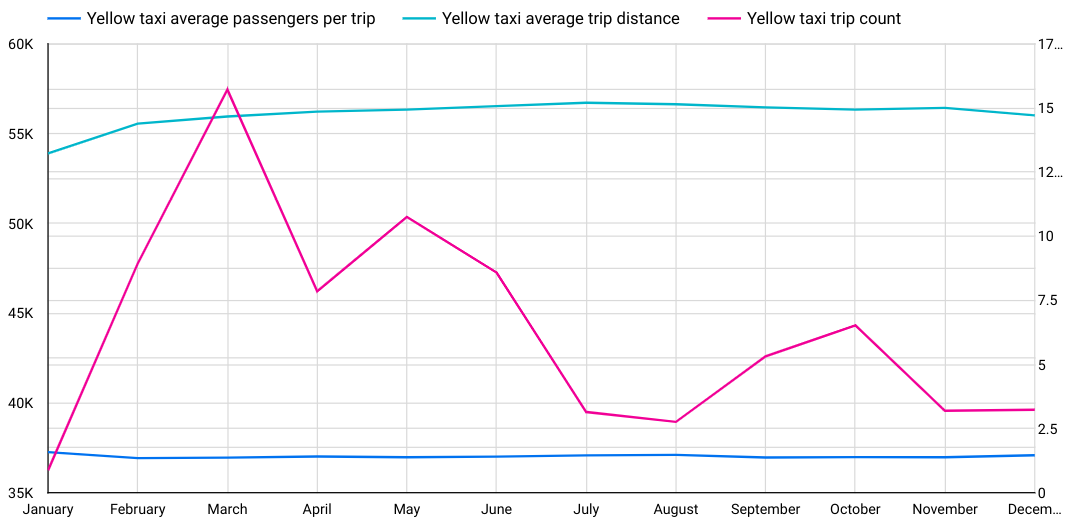 Yellow taxi average passengers per trip Yellow taxi average trip distance Yellow taxi trip count
60K 17...
15
55K
12...
50K 10
7.5
45K
5
40K
2.5
35K 0
January February March April May June July August September October November Decem...